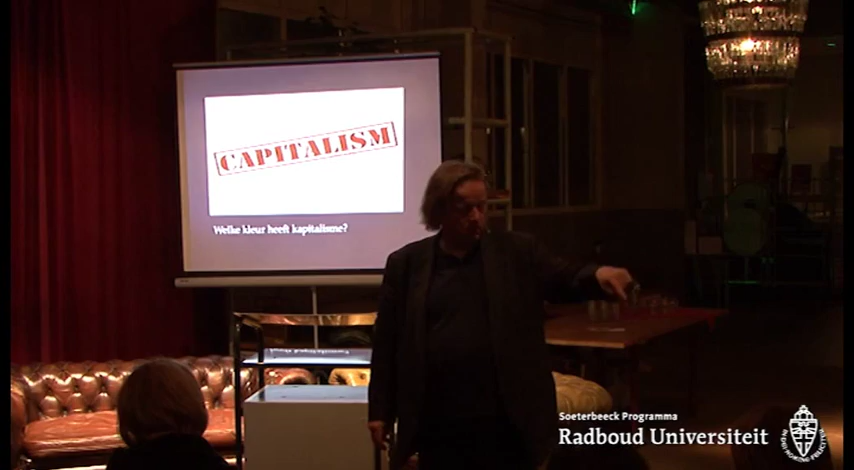 CAPITALISM
Welke kleur heeft kapitalisme?
Soeterbeeck Programma
Radboud Universiteit